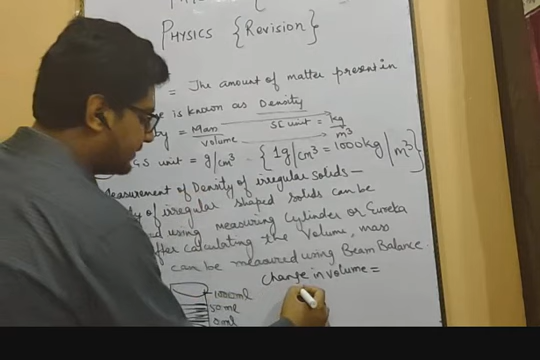 PHYSICS {Revision}
= The amount of matter present in
is known as Density
= Mass / volume SI unit = kg / m³
G.S unit = g/cm³ {1g/cm³ = 1000kg/m³}
Measurement of Density of irregular solids —
of irregular shaped solids can be
using measuring Cylinder or Eureka
After calculating the volume, mass
can be measured using Beam Balance.
Change in volume =
50ml
0ml